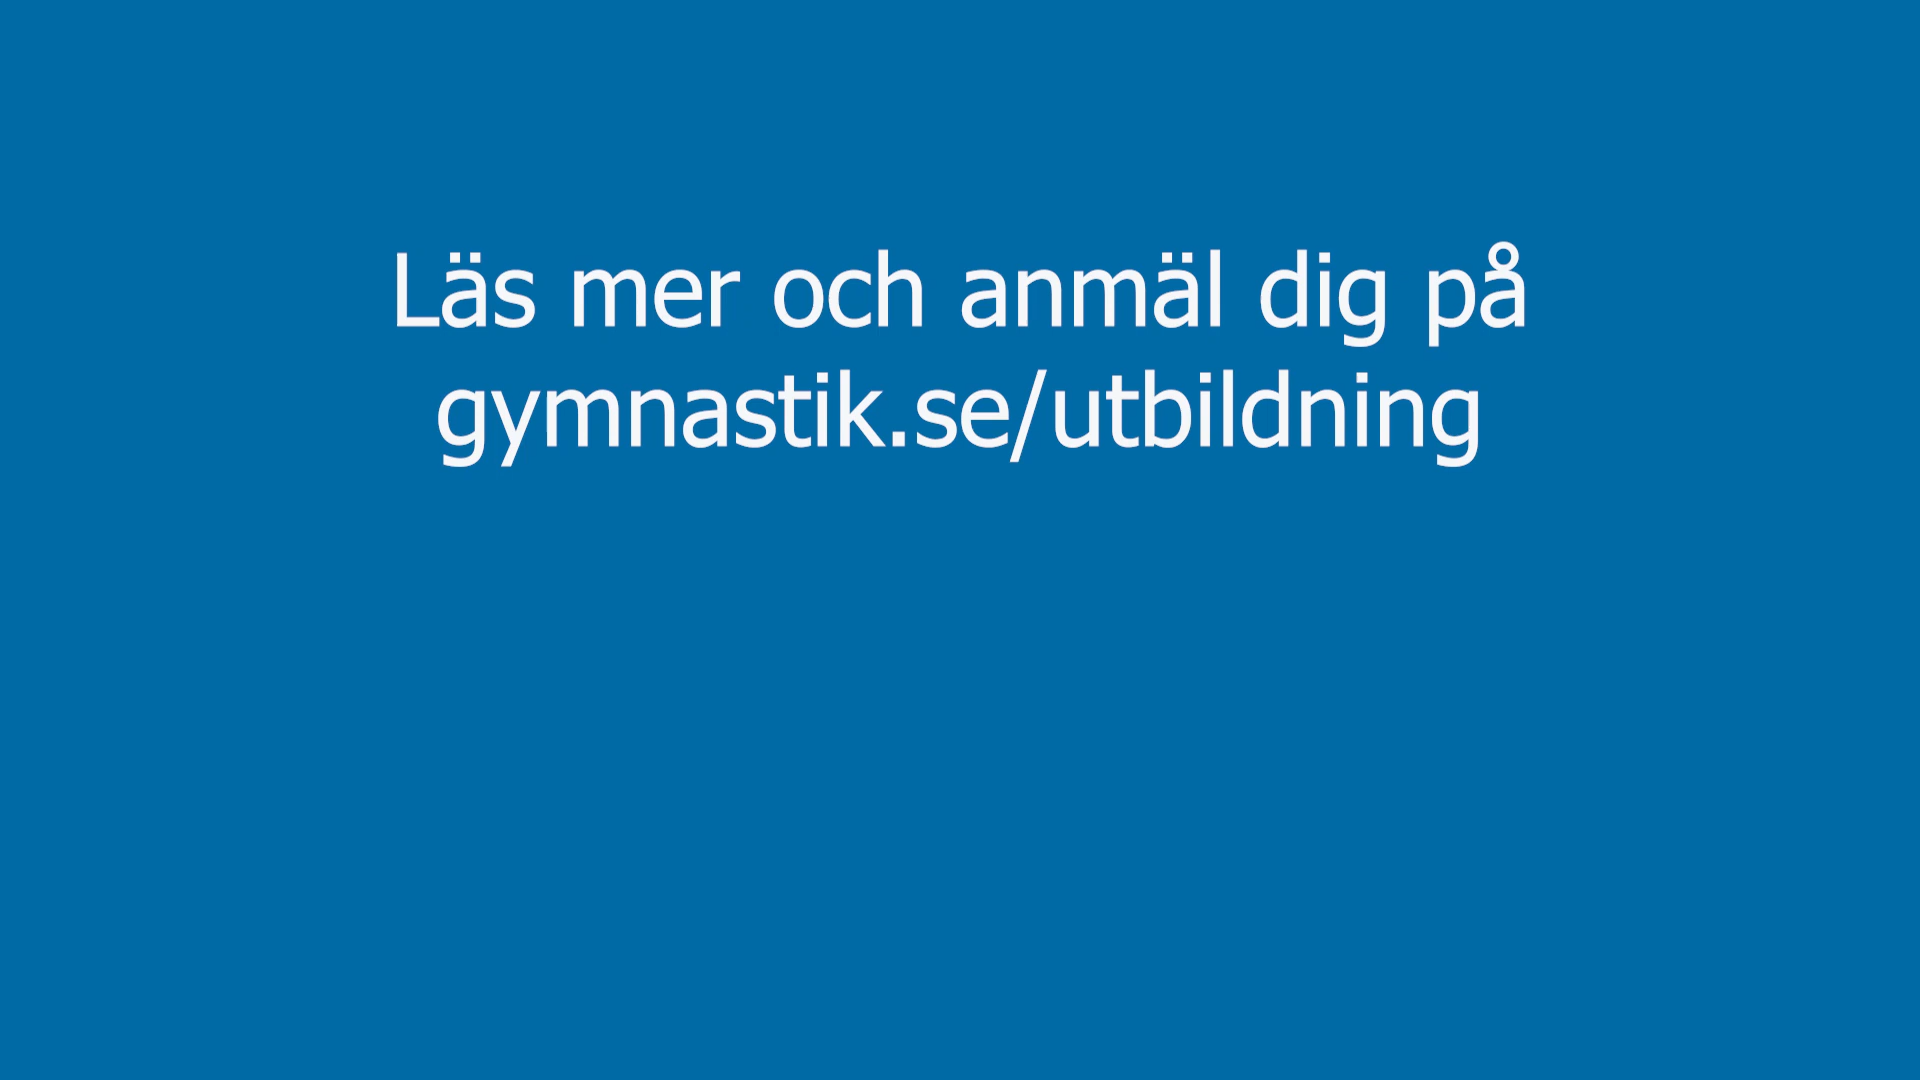 Läs mer och anmäl dig på
gymnastik.se/utbildning